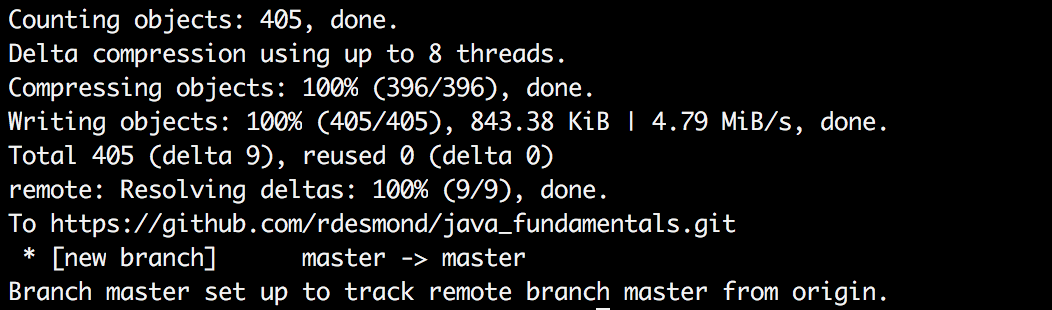 Counting objects: 405, done.
Delta compression using up to 8 threads.
Compressing objects: 100% (396/396), done.
Writing objects: 100% (405/405), 843.38 KiB | 4.79 MiB/s, done.
Total 405 (delta 9), reused 0 (delta 0)
remote: Resolving deltas: 100% (9/9), done.
To https://github.com/rdesmond/java_fundamentals.git
 * [new branch]      master -> master
Branch master set up to track remote branch master from origin.